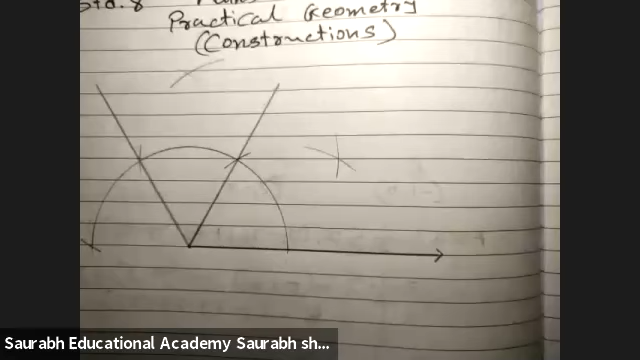 Std. 8
Practical Geometry
(Constructions)
Saurabh Educational Academy Saurabh sh...